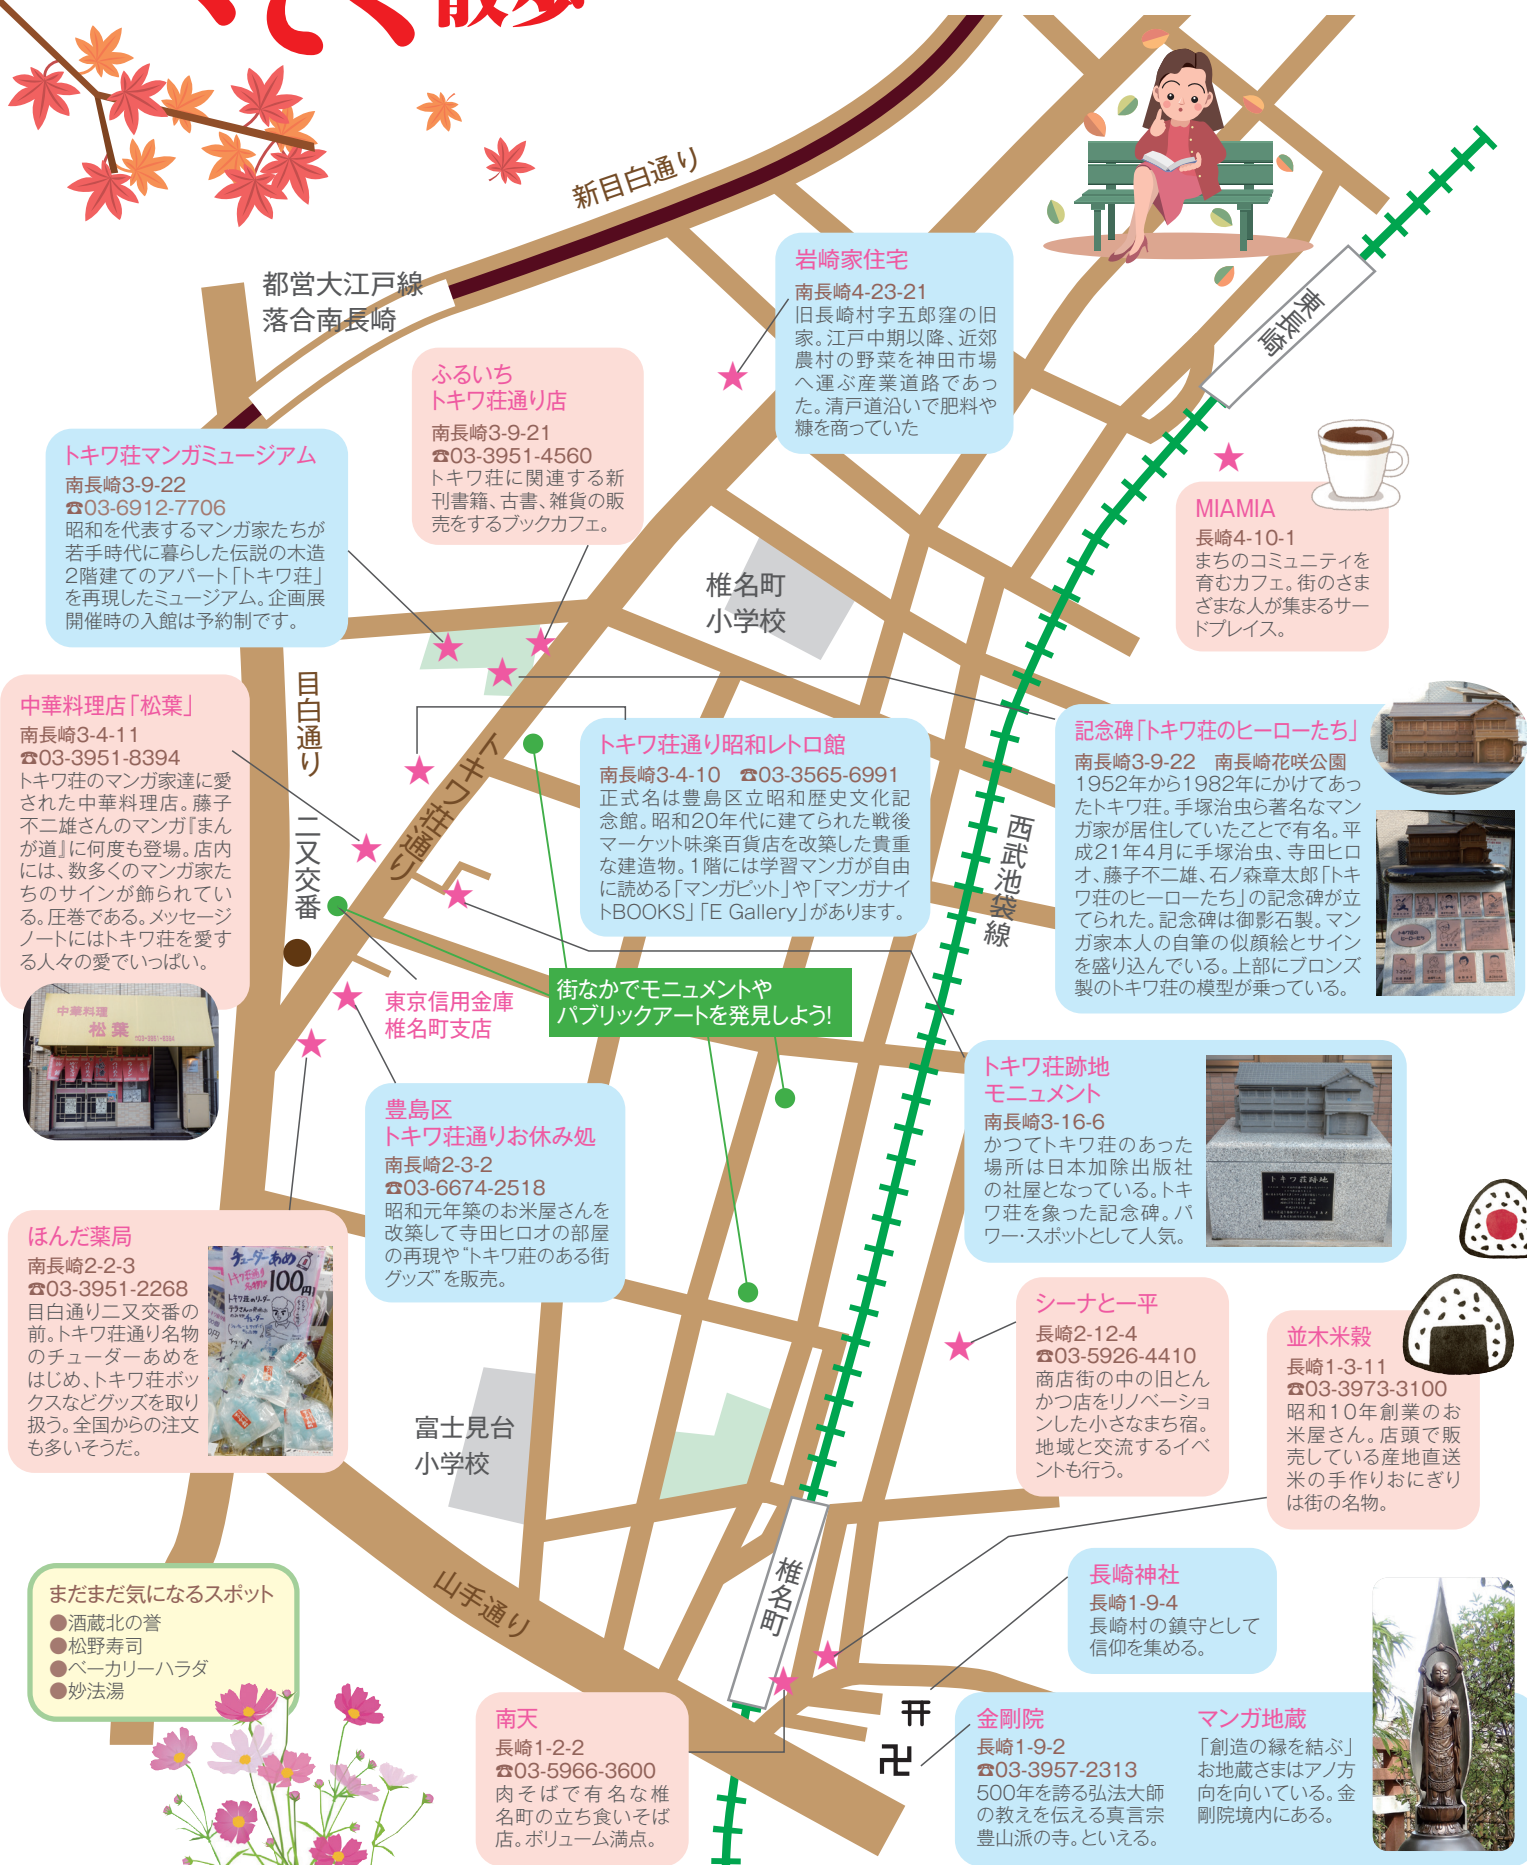 散歩
新目白通り
都営大江戸線
落合南長崎
岩崎家住宅
南長崎4-23-21
旧長崎村字五郎窪の旧
家。江戸中期以降、近郊
農村の野菜を神田市場
へ運ぶ産業道路であっ
た。清戸道沿いで肥料や
糠を商っていた
東長崎
ふるいち
トキワ荘通り店
南長崎3-9-21
☎03-3951-4560
トキワ荘に関連する新
刊書籍、古書、雑貨の販
売をするブックカフェ。
トキワ荘マンガミュージアム
南長崎3-9-22
☎03-6912-7706
昭和を代表するマンガ家たちが
若手時代に暮らした伝説の木造
2階建てのアパート「トキワ荘」
を再現したミュージアム。企画展
開催時の入館は予約制です。
MIAMIA
長崎4-10-1
まちのコミュニティを
育むカフェ。街のさま
ざまな人が集まるサー
ドプレイス。
椎名町
小学校
目白通り
二又交番
中華料理店「松葉」
南長崎3-4-11
☎03-3951-8394
トキワ荘のマンガ家達に愛
された中華料理店。藤子
不二雄さんのマンガ『まん
が道』に何度も登場。店内
には、数多くのマンガ家た
ちのサインが飾られてい
る。圧巻である。メッセージ
ノートにはトキワ荘を愛す
る人々の愛でいっぱい。
中華料理
松葉
☎03-3951-8394
トキワ荘通り
トキワ荘通り昭和レトロ館
南長崎3-4-10　☎03-3565-6991
正式名は豊島区立昭和歴史文化記
念館。昭和20年代に建てられた戦後
マーケット味楽百貨店を改築した貴重
な建造物。1階には学習マンガが自由
に読める「マンガピット」や「マンガナイ
トBOOKS」「E Gallery」があります。
西武池袋線
記念碑「トキワ荘のヒーローたち」
南長崎3-9-22　南長崎花咲公園
1952年から1982年にかけてあっ
たトキワ荘。手塚治虫ら著名なマン
ガ家が居住していたことで有名。平
成21年4月に手塚治虫、寺田ヒロ
オ、藤子不二雄、石ノ森章太郎「トキ
ワ荘のヒーローたち」の記念碑が立
てられた。記念碑は御影石製。マン
ガ家本人の自筆の似顔絵とサイン
を盛り込んでいる。上部にブロンズ
製のトキワ荘の模型が乗っている。
トキワ荘の
ヒーローたち
東京信用金庫
椎名町支店
街なかでモニュメントや
パブリックアートを発見しよう!
トキワ荘跡地
モニュメント
南長崎3-16-6
かつてトキワ荘のあった
場所は日本加除出版社
の社屋となっている。トキ
ワ荘を象った記念碑。パ
ワー・スポットとして人気。
トキワ荘跡地
豊島区
トキワ荘通りお休み処
南長崎2-3-2
☎03-6674-2518
昭和元年築のお米屋さんを
改築して寺田ヒロオの部屋
の再現や“トキワ荘のある街
グッズ”を販売。
ほんだ薬局
南長崎2-2-3
☎03-3951-2268
目白通り二又交番の
前。トキワ荘通り名物
のチューダーあめを
はじめ、トキワ荘ボッ
クスなどグッズを取り
扱う。全国からの注文
も多いそうだ。
チューダーあめ
100円
シーナと一平
長崎2-12-4
☎03-5926-4410
商店街の中の旧とん
かつ店をリノベーショ
ンした小さなまち宿。
地域と交流するイベ
ントも行う。
並木米穀
長崎1-3-11
☎03-3973-3100
昭和10年創業のお
米屋さん。店頭で販
売している産地直送
米の手作りおにぎり
は街の名物。
富士見台
小学校
山手通り
椎名町
まだまだ気になるスポット
●酒蔵北の誉
●松野寿司
●ベーカリーハラダ
●妙法湯
長崎神社
長崎1-9-4
長崎村の鎮守として
信仰を集める。
南天
長崎1-2-2
☎03-5966-3600
肉そばで有名な椎
名町の立ち食いそば
店。ボリューム満点。
卍
金剛院
長崎1-9-2
☎03-3957-2313
500年を誇る弘法大師
の教えを伝える真言宗
豊山派の寺。といえる。
マンガ地蔵
「創造の縁を結ぶ」
お地蔵さまはアノ方
向を向いている。金
剛院境内にある。